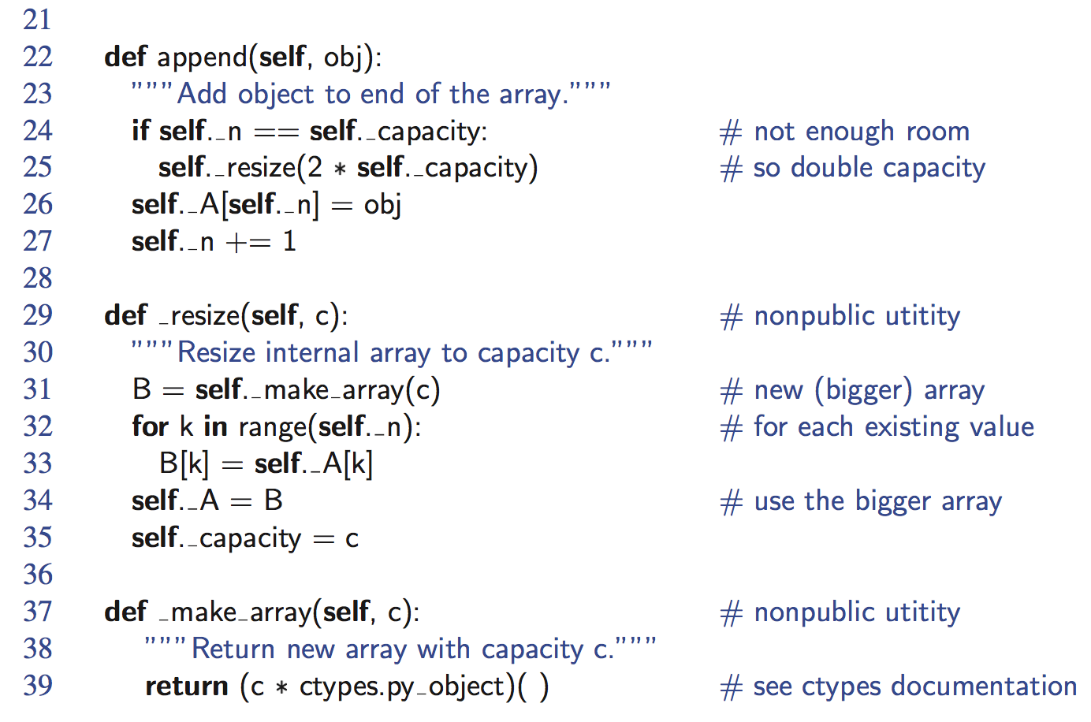 21
22 def append(self, obj):
23 """Add object to end of the array."""
24 if self._n == self._capacity: # not enough room
25 self._resize(2 * self._capacity) # so double capacity
26 self._A[self._n] = obj
27 self._n += 1
28
29 def _resize(self, c): # nonpublic utitity
30 """Resize internal array to capacity c."""
31 B = self._make_array(c) # new (bigger) array
32 for k in range(self._n): # for each existing value
33 B[k] = self._A[k]
34 self._A = B # use the bigger array
35 self._capacity = c
36
37 def _make_array(self, c): # nonpublic utitity
38 """Return new array with capacity c."""
39 return (c * ctypes.py_object)( ) # see ctypes documentation